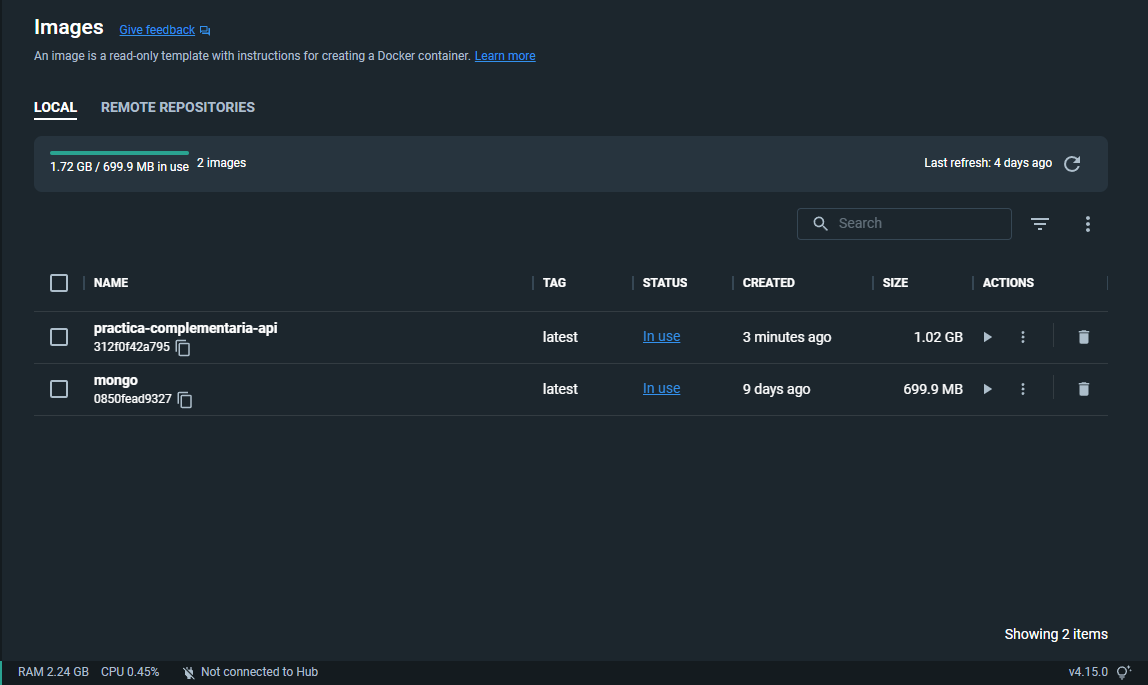 Images Give feedback
An image is a read-only template with instructions for creating a Docker container. Learn more
LOCAL REMOTE REPOSITORIES
1.72 GB / 699.9 MB in use 2 images Last refresh: 4 days ago
Search
NAME TAG STATUS CREATED SIZE ACTIONS
practica-complementaria-api
312f0f42a795 latest In use 3 minutes ago 1.02 GB
mongo
0850fead9327 latest In use 9 days ago 699.9 MB
Showing 2 items
RAM 2.24 GB CPU 0.45% Not connected to Hub v4.15.0